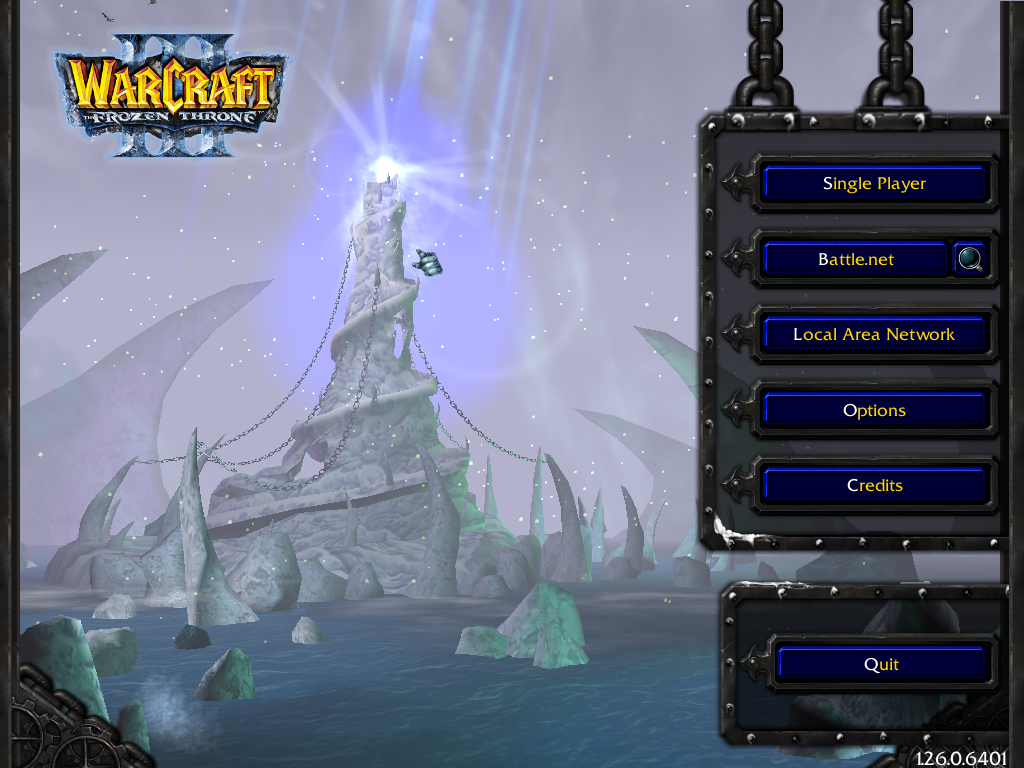 WARCRAFT
III
THE FROZEN THRONE
Single Player
Battle.net
Local Area Network
Options
Credits
Quit
1.26.0.6401